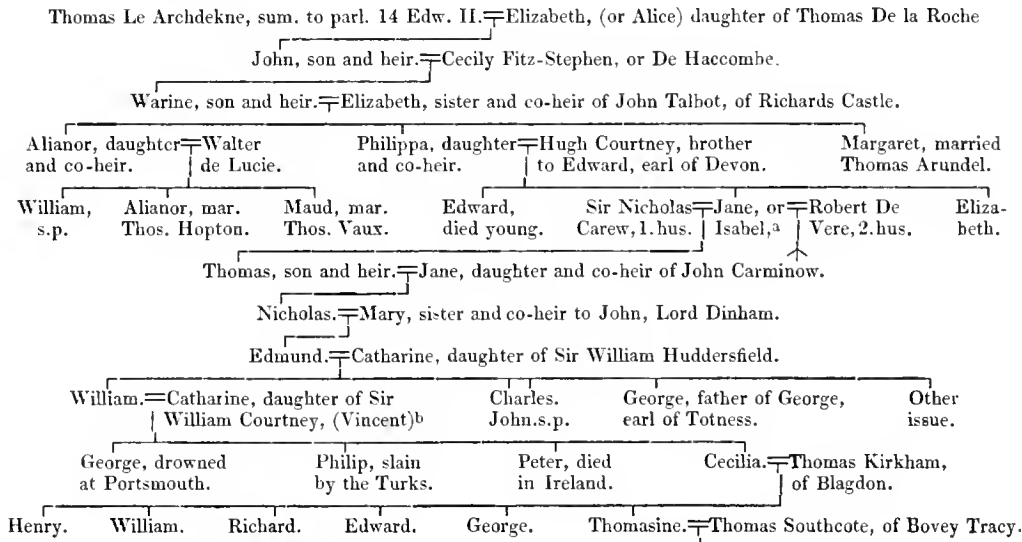 Thomas Le Archdekne, sum. to parl. 14 Edw. II.=Elizabeth, (or Alice) daughter of Thomas De la Roche
John, son and heir.=Cecily Fitz-Stephen, or De Haccombe.
Warine, son and heir.=Elizabeth, sister and co-heir of John Talbot, of Richards Castle.
Alianor, daughter=Walter Philippa, daughter=Hugh Courtney, brother Margaret, married
and co-heir. de Lucie. and co-heir. to Edward, earl of Devon. Thomas Arundel.
William, Alianor, mar. Maud, mar. Edward, Sir Nicholas=Jane, or=Robert De Eliza-
s.p. Thos. Hopton. Thos. Vaux. died young. Carew, 1. hus. Isabel,a Vere, 2. hus. beth.
Thomas, son and heir.=Jane, daughter and co-heir of John Carminow.
Nicholas.=Mary, sister and co-heir to John, Lord Dinham.
Edmund.=Catharine, daughter of Sir William Huddersfield.
William.=Catharine, daughter of Sir Charles. George, father of George, Other
William Courtney, (Vincent)b John.s.p. earl of Totness. issue.
George, drowned Philip, slain Peter, died Cecilia.=Thomas Kirkham,
at Portsmouth. by the Turks. in Ireland. of Blagdon.
Henry. William. Richard. Edward. George. Thomasine.=Thomas Southcote, of Bovey Tracy.